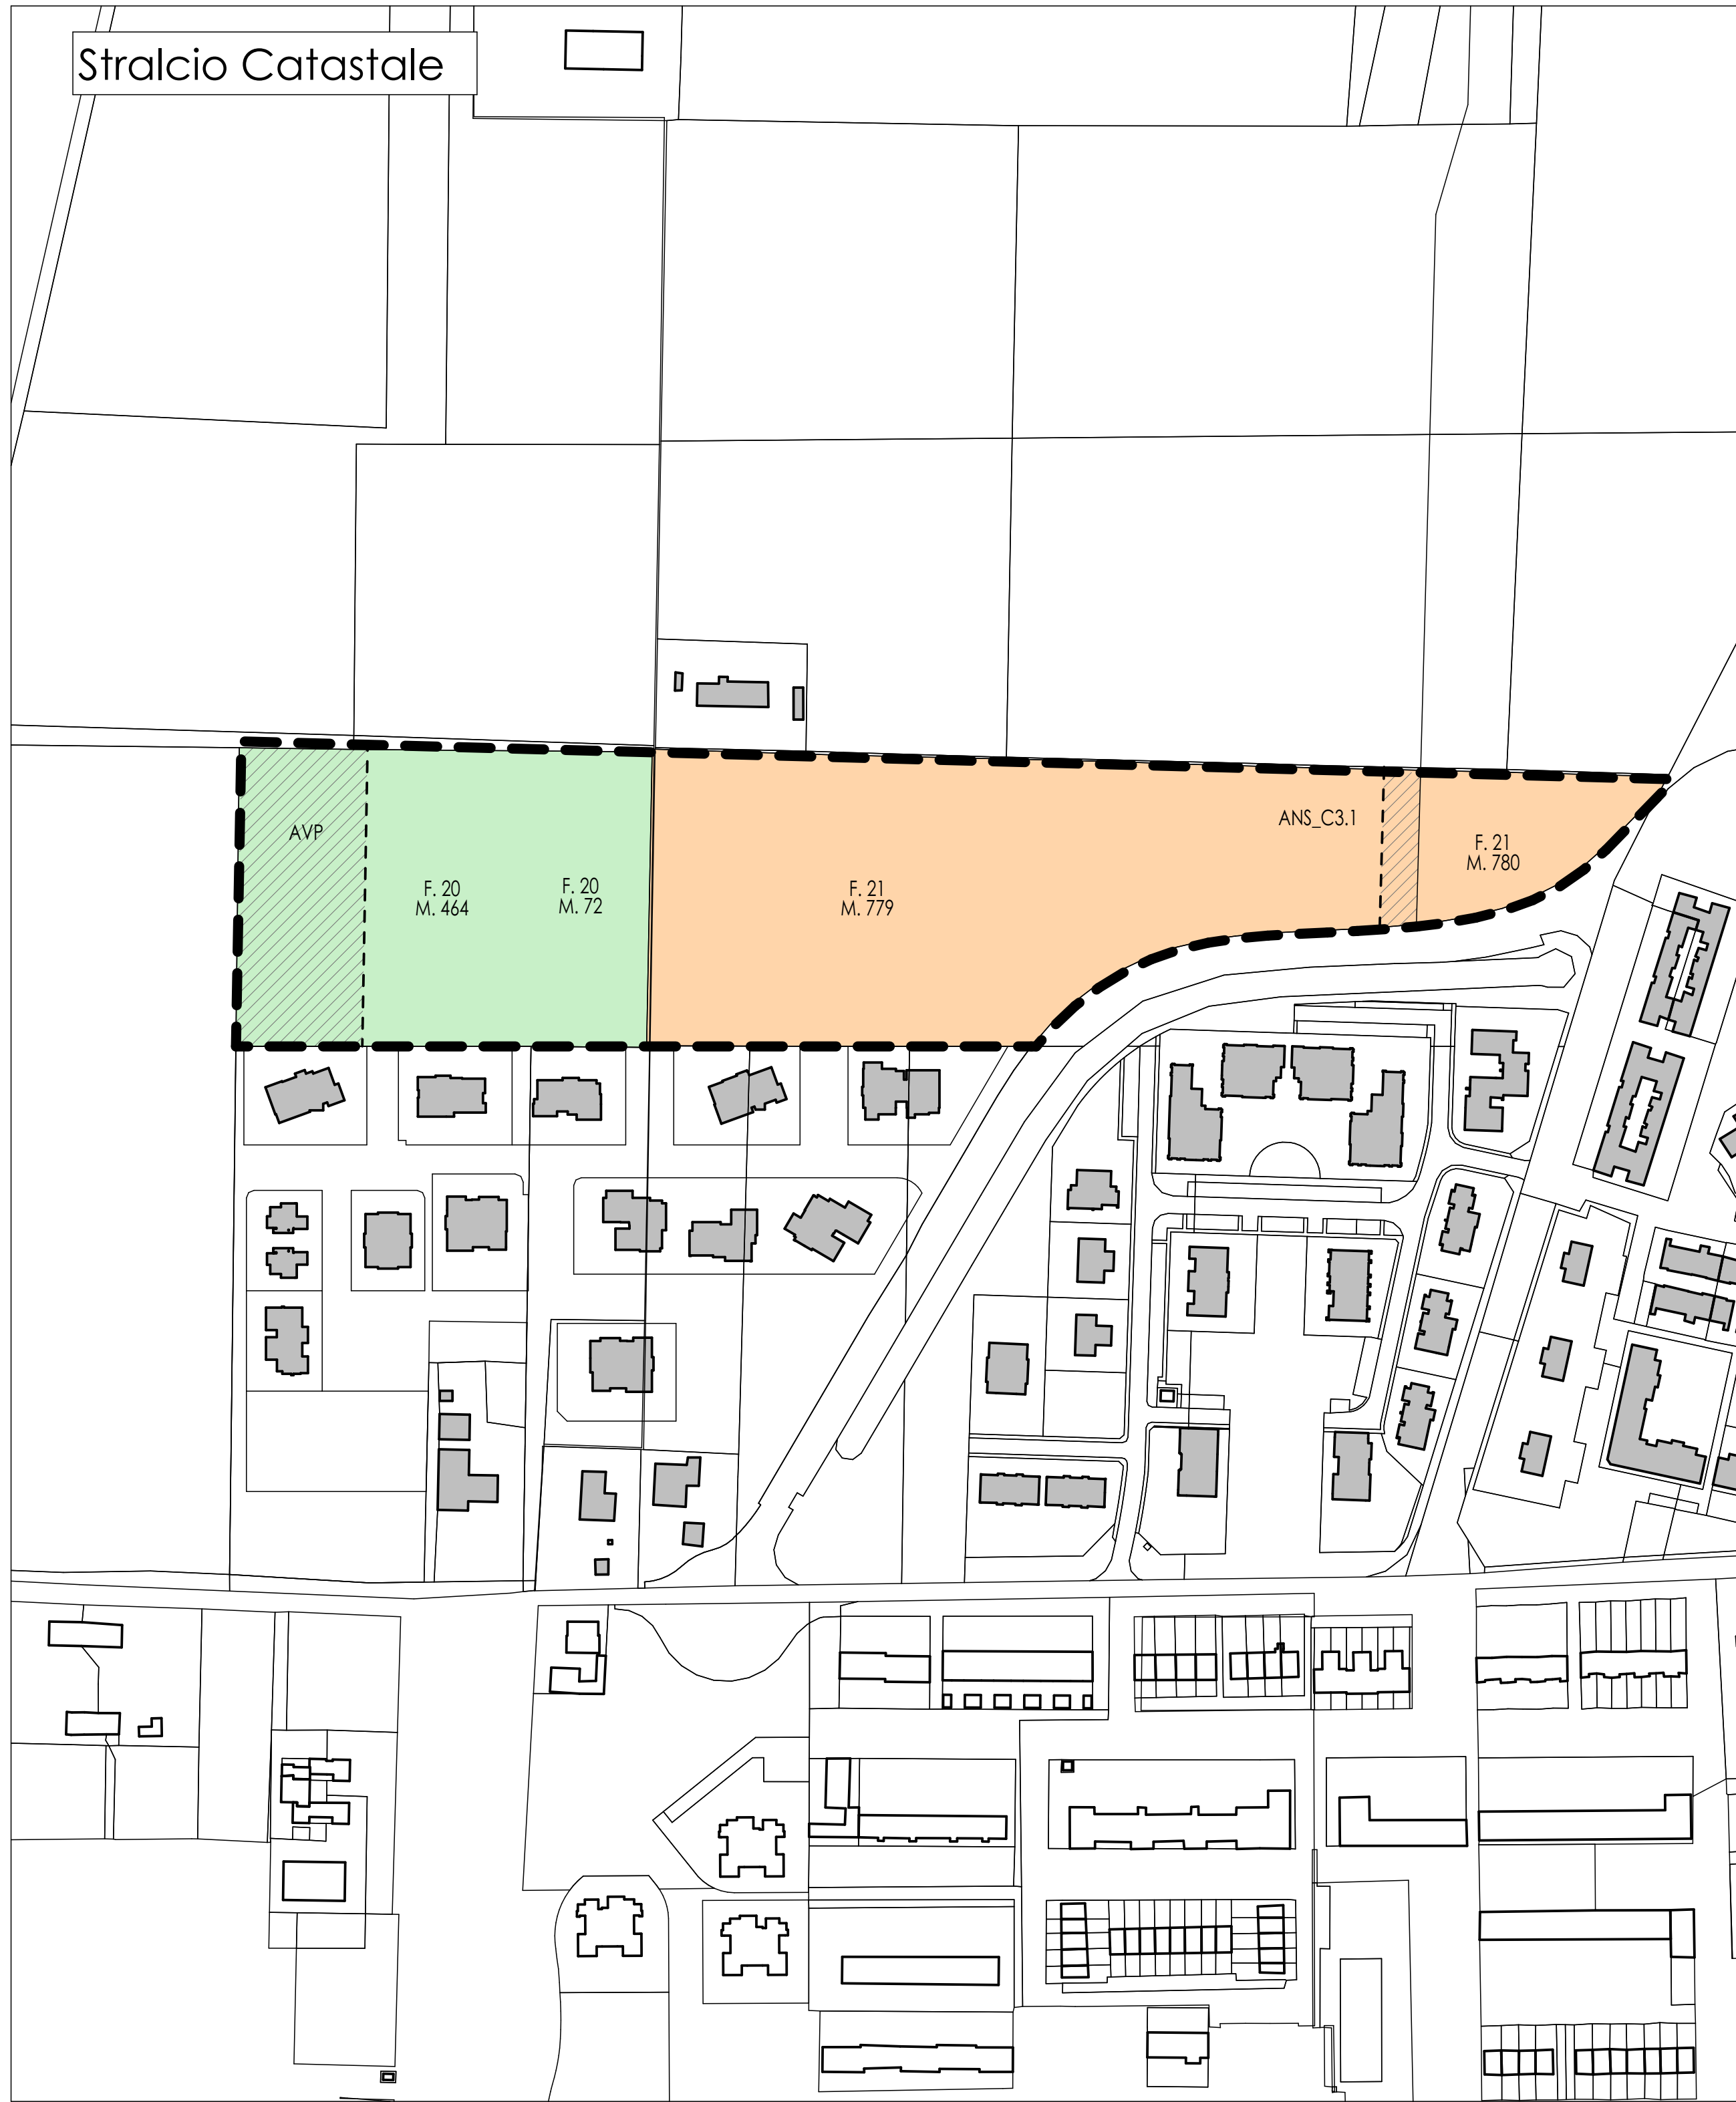 Stralcio Catastale
AVP
ANS_C3.1
F. 20
M. 464
F. 20
M. 72
F. 21
M. 779
F. 21
M. 780